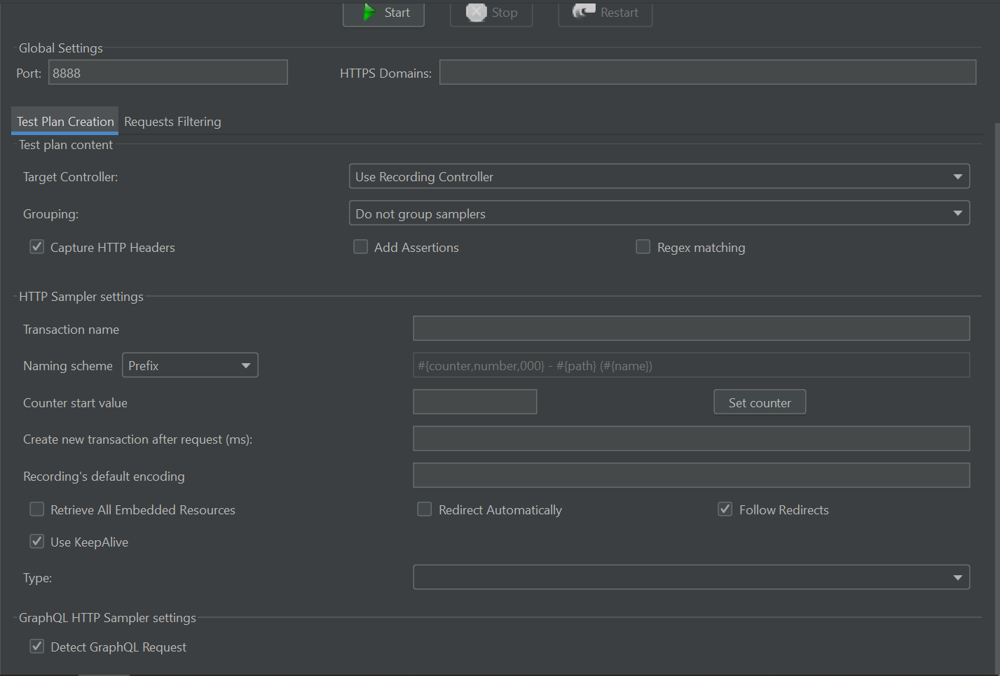 Start Stop Restart
Global Settings
Port: 8888 HTTPS Domains:
Test Plan Creation Requests Filtering
Test plan content
Target Controller: Use Recording Controller
Grouping: Do not group samplers
Capture HTTP Headers Add Assertions Regex matching
HTTP Sampler settings
Transaction name
Naming scheme Prefix #{counter,number,000} - #{path} (#{name})
Counter start value Set counter
Create new transaction after request (ms):
Recording's default encoding
Retrieve All Embedded Resources Redirect Automatically Follow Redirects
Use KeepAlive
Type:
GraphQL HTTP Sampler settings
Detect GraphQL Request